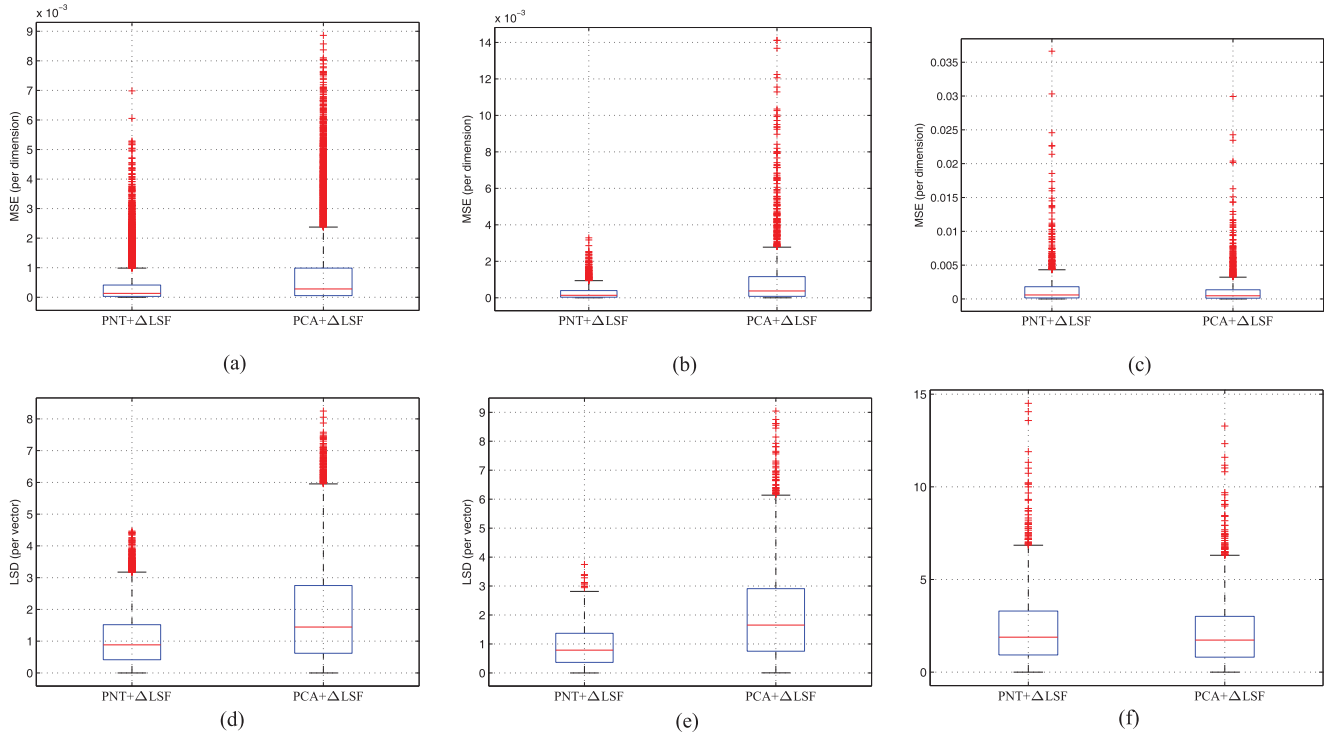 x 10⁻³
9
8
7
6
5
4
3
2
1
0
MSE (per dimension)
PNT+ΔLSF PCA+ΔLSF
(a)
x 10⁻³
14
12
10
8
6
4
2
0
MSE (per dimension)
PNT+ΔLSF PCA+ΔLSF
(b)
0.035
0.03
0.025
0.02
0.015
0.01
0.005
0
MSE (per dimension)
PNT+ΔLSF PCA+ΔLSF
(c)
8
7
6
5
4
3
2
1
0
LSD (per vector)
PNT+ΔLSF PCA+ΔLSF
(d)
9
8
7
6
5
4
3
2
1
0
LSD (per vector)
PNT+ΔLSF PCA+ΔLSF
(e)
15
10
5
0
PNT+ΔLSF PCA+ΔLSF
(f)